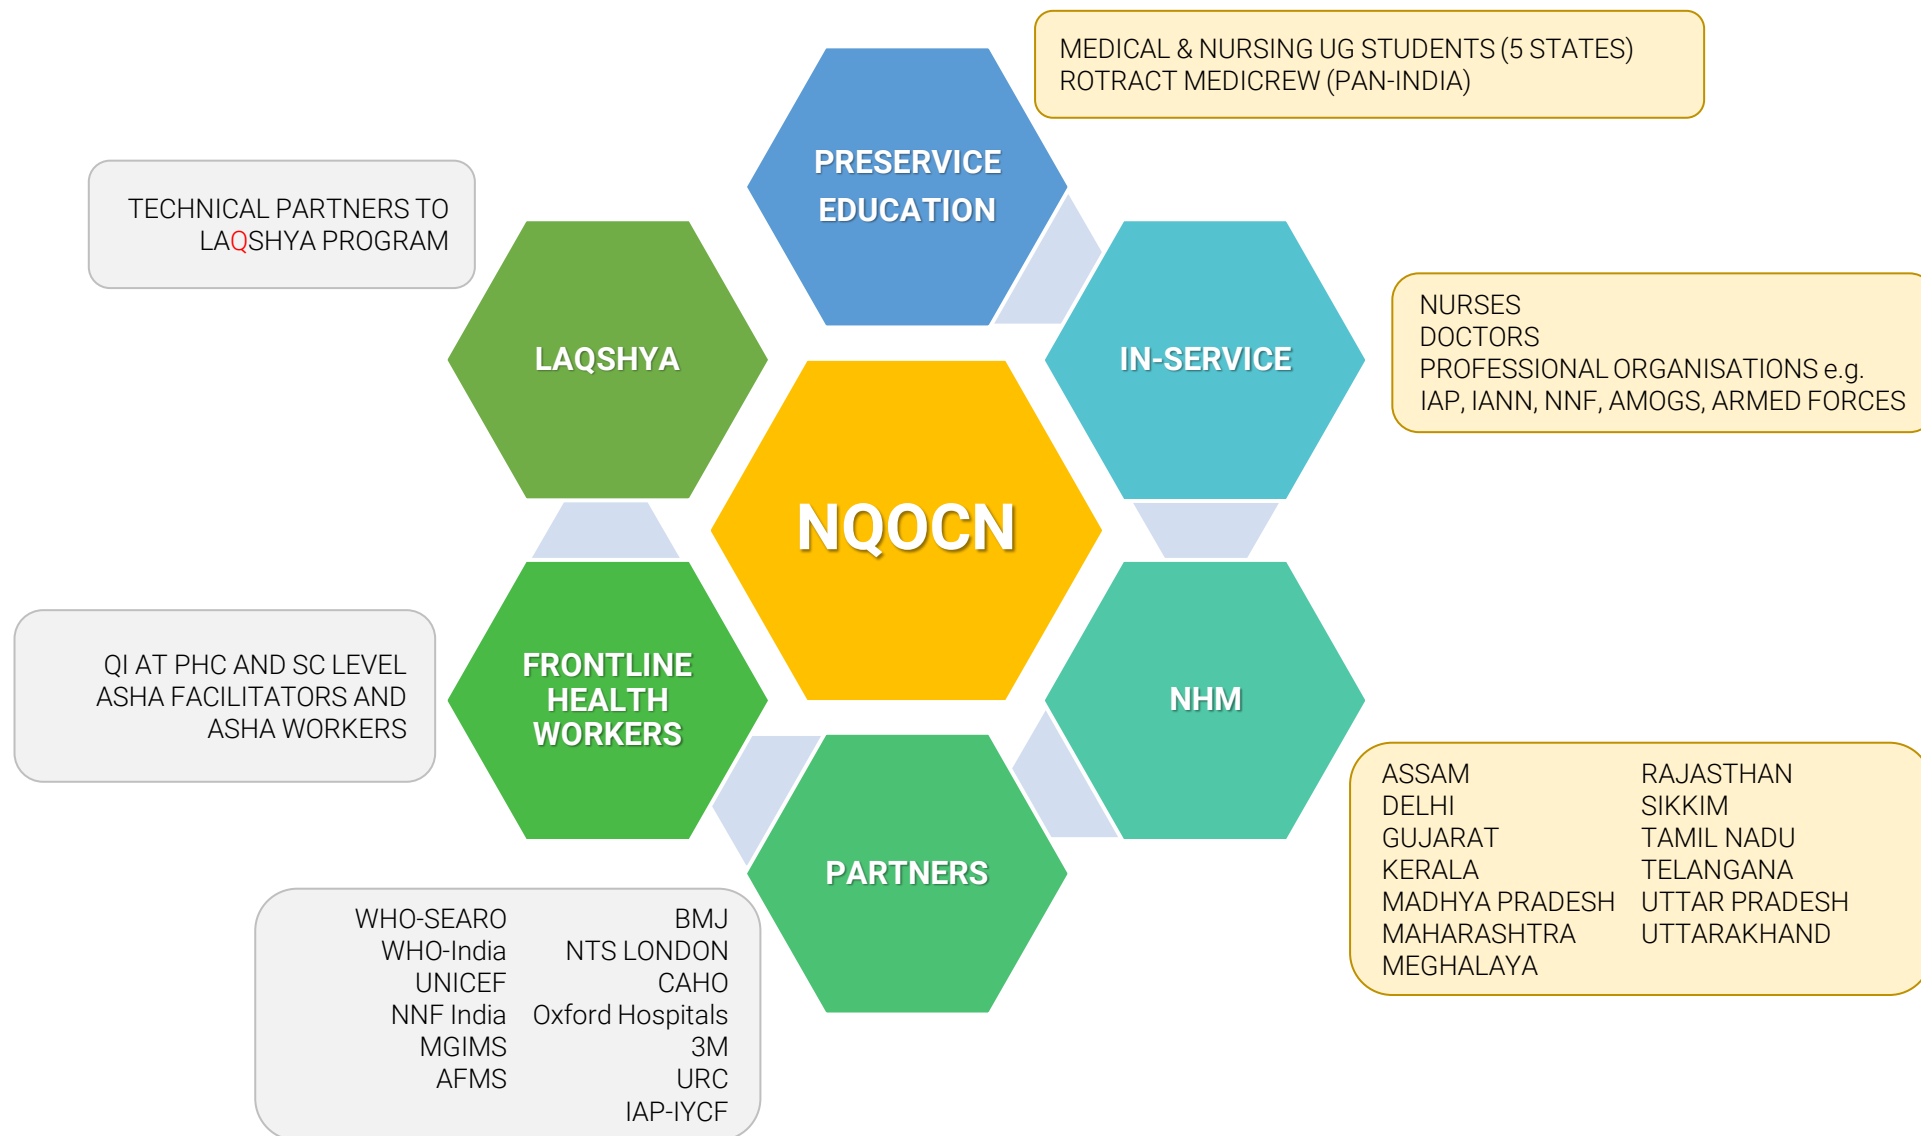 MEDICAL & NURSING UG STUDENTS (5 STATES)
ROTRACT MEDICREW (PAN-INDIA)
PRESERVICE
EDUCATION
TECHNICAL PARTNERS TO
LAQSHYA PROGRAM
LAQSHYA
IN-SERVICE
NURSES
DOCTORS
PROFESSIONAL ORGANISATIONS e.g.
IAP, IANN, NNF, AMOGS, ARMED FORCES
NQOCN
QI AT PHC AND SC LEVEL
ASHA FACILITATORS AND
ASHA WORKERS
FRONTLINE
HEALTH
WORKERS
NHM
ASSAM
DELHI
GUJARAT
KERALA
MADHYA PRADESH
MAHARASHTRA
MEGHALAYA
RAJASTHAN
SIKKIM
TAMIL NADU
TELANGANA
UTTAR PRADESH
UTTARAKHAND
PARTNERS
WHO-SEARO
WHO-India
UNICEF
NNF India
MGIMS
AFMS
BMJ
NTS LONDON
CAHO
Oxford Hospitals
3M
URC
IAP-IYCF